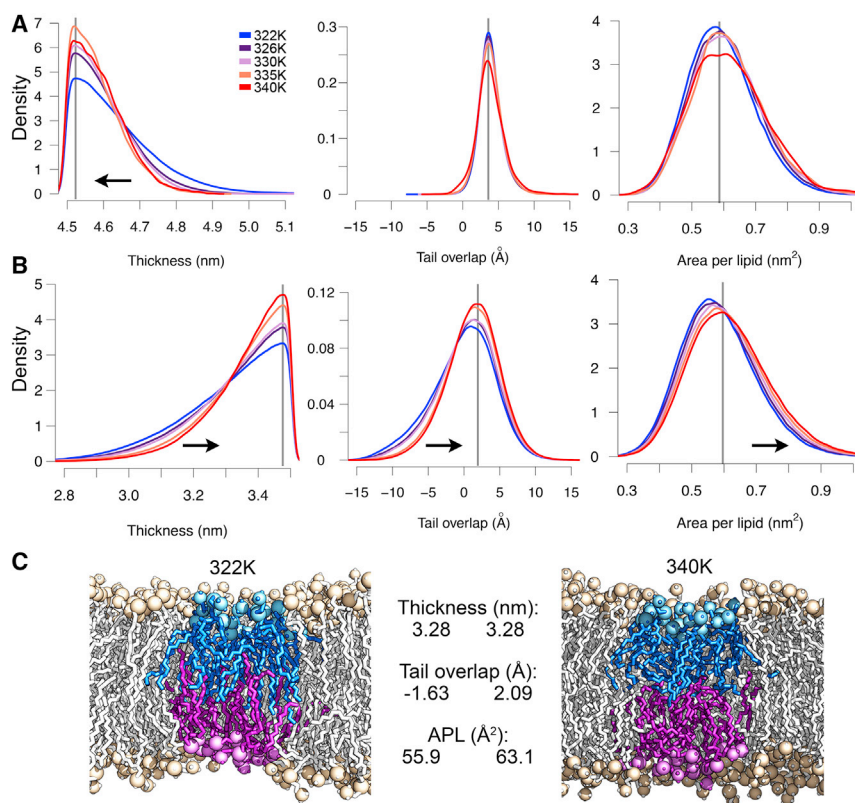 A
322K
326K
330K
335K
340K
Density
7
6
5
4
3
2
1
0
4.5 4.6 4.7 4.8 4.9 5.0 5.1
Thickness (nm)
0.3
0.2
0.1
0
−15 −10 −5 0 5 10 15
Tail overlap (Å)
4
3
2
1
0
0.3 0.5 0.7 0.9
Area per lipid (nm²)
B
Density
5
4
3
2
1
0
2.8 3.0 3.2 3.4
Thickness (nm)
0.12
0.08
0.04
0
−15 −10 −5 0 5 10 15
Tail overlap (Å)
4
3
2
1
0
0.3 0.5 0.7 0.9
Area per lipid (nm²)
C
322K
340K
Thickness (nm):
3.28 3.28
Tail overlap (Å):
-1.63 2.09
APL (Å²):
55.9 63.1